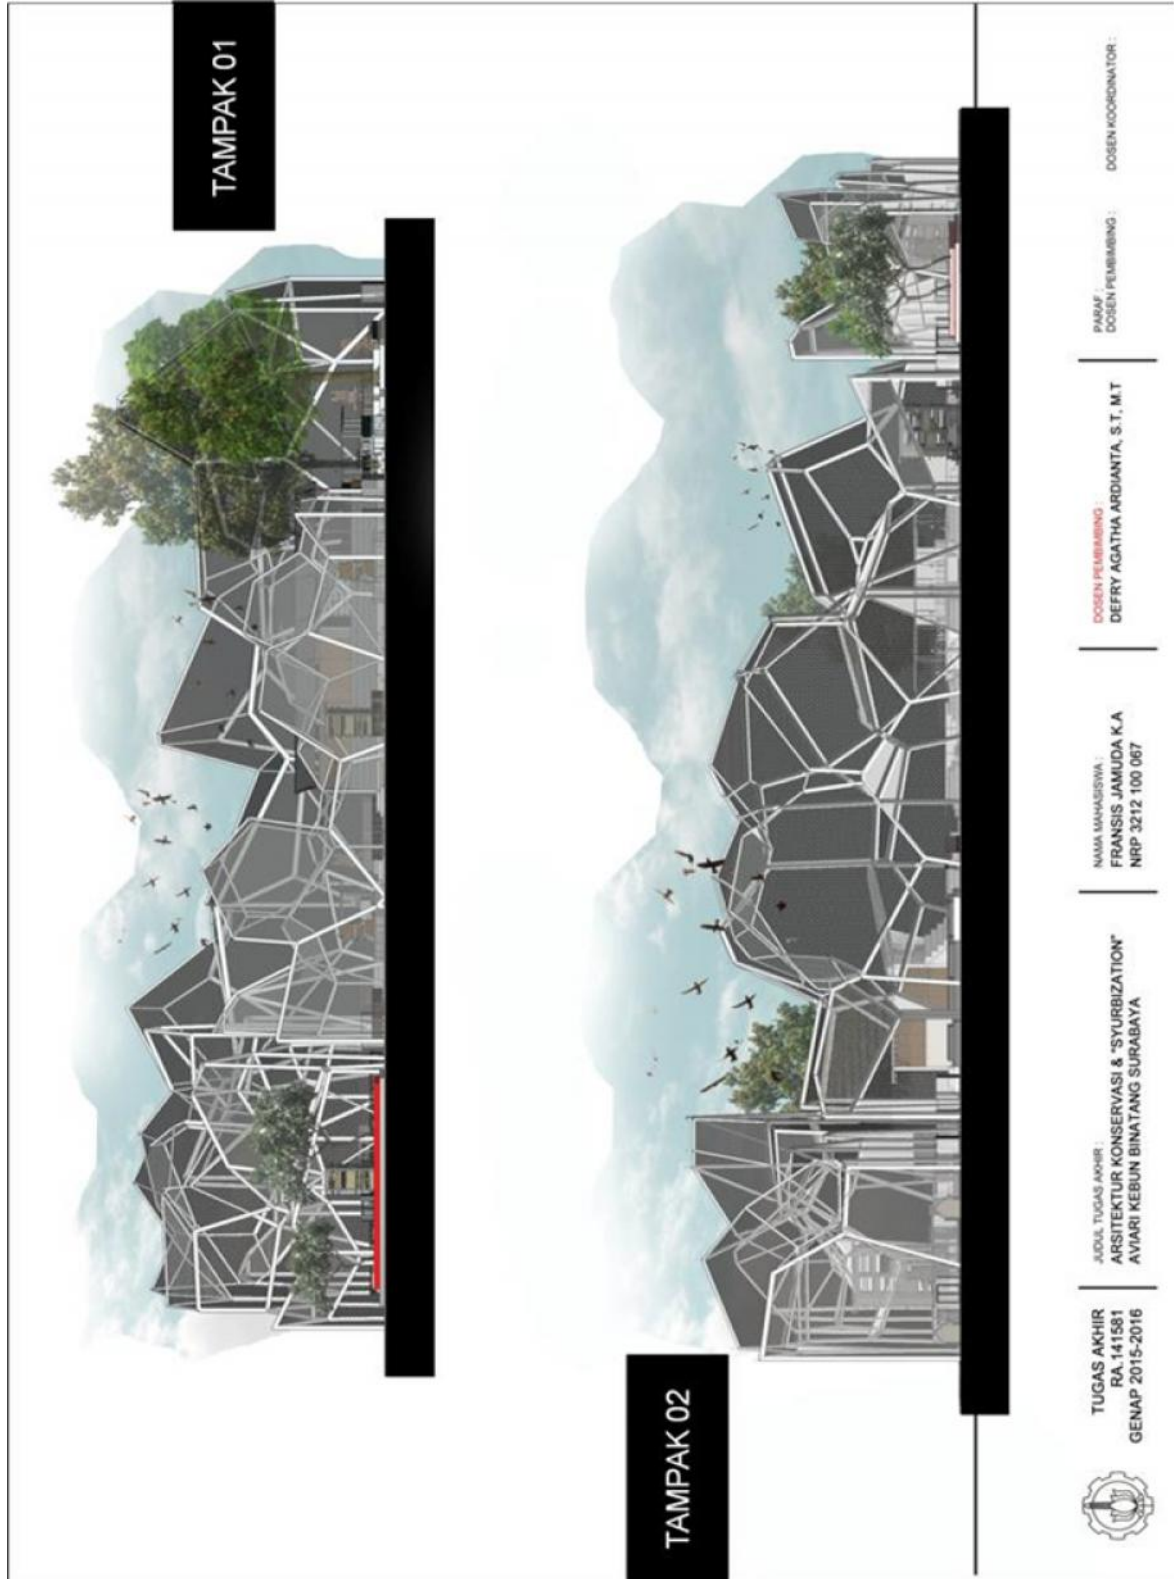 TAMPAK 01
TAMPAK 02
TUGAS AKHIR
RA.141581
GENAP 2015-2016
JUDUL TUGAS AKHIR :
ARSITEKTUR KONSERVASI & "SYURBIZATION"
AVIARI KEBUN BINATANG SURABAYA
NAMA MAHASISWA :
FRANSIS JAMUDA K.A
NRP 3212 100 067
DOSEN PEMBIMBING :
DEFRY AGATHA ARDIANTA, S.T, M.T
PARAF :
DOSEN PEMBIMBING :
DOSEN KOORDINATOR :